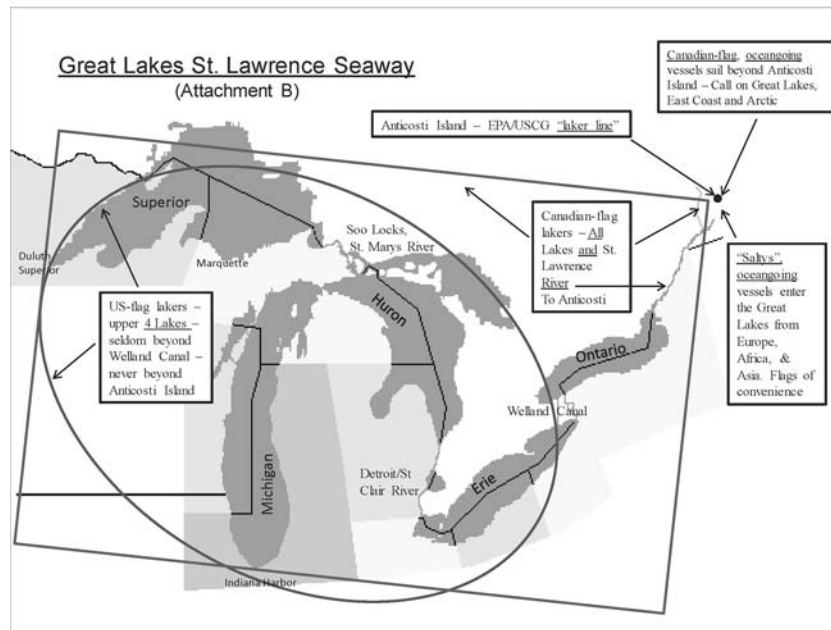 Great Lakes St. Lawrence Seaway
(Attachment B)
Canadian-flag, oceangoing
vessels sail beyond Anticosti
Island – Call on Great Lakes,
East Coast and Arctic
Anticosti Island – EPA/USCG "laker line"
Superior
Soo Locks,
St. Marys River
Duluth
Superior
Marquette
Canadian-flag
lakers – All
Lakes and St.
Lawrence
River
To Anticosti
"Saltys",
oceangoing
vessels enter
the Great
Lakes from
Europe,
Africa, &
Asia. Flags of
convenience
US-flag lakers –
upper 4 Lakes –
seldom beyond
Welland Canal –
never beyond
Anticosti Island
Huron
Ontario
Welland Canal
Michigan
Detroit/St
Clair River
Erie
Indiana Harbor